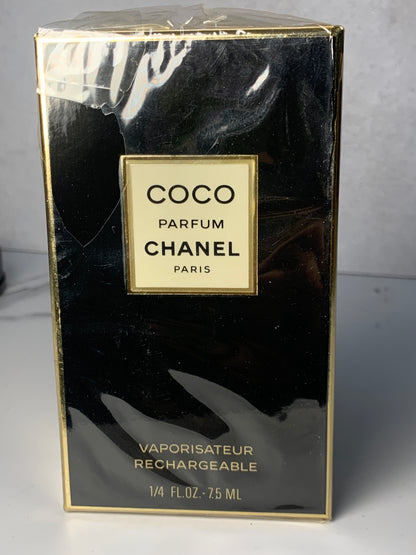 COCO
PARFUM
CHANEL
PARIS
VAPORISATEUR
RECHARGEABLE
1/4 FL.OZ.·7.5 ML